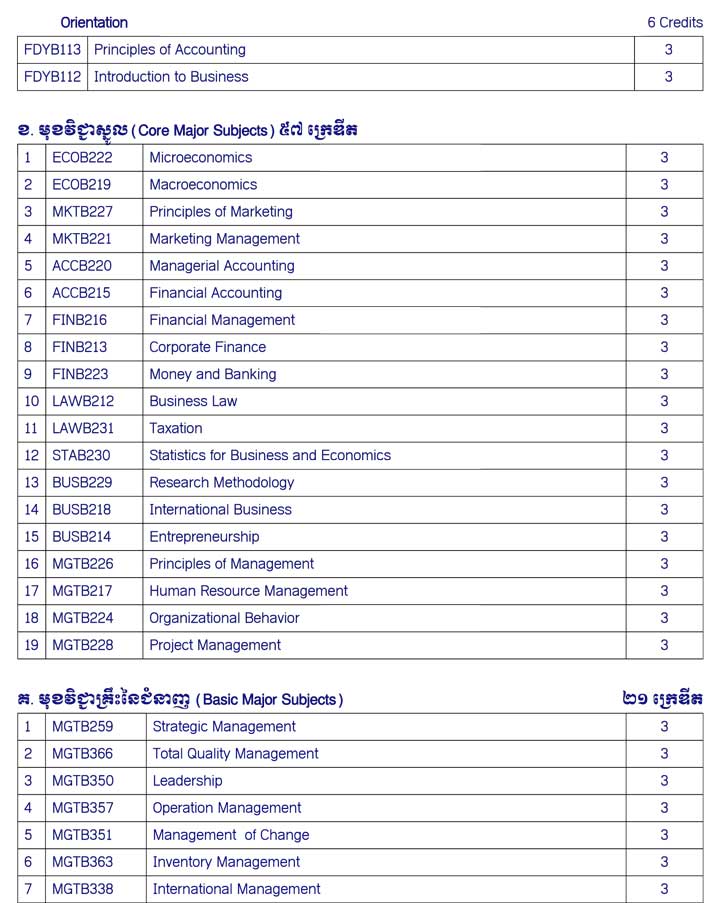 Orientation 6 Credits
FDYB113 Principles of Accounting 3
FDYB112 Introduction to Business 3
ខ. មុខវិជ្ជាស្នូល (Core Major Subjects) ៥៧ ក្រេឌីត
1 ECOB222 Microeconomics 3
2 ECOB219 Macroeconomics 3
3 MKTB227 Principles of Marketing 3
4 MKTB221 Marketing Management 3
5 ACCB220 Managerial Accounting 3
6 ACCB215 Financial Accounting 3
7 FINB216 Financial Management 3
8 FINB213 Corporate Finance 3
9 FINB223 Money and Banking 3
10 LAWB212 Business Law 3
11 LAWB231 Taxation 3
12 STAB230 Statistics for Business and Economics 3
13 BUSB229 Research Methodology 3
14 BUSB218 International Business 3
15 BUSB214 Entrepreneurship 3
16 MGTB226 Principles of Management 3
17 MGTB217 Human Resource Management 3
18 MGTB224 Organizational Behavior 3
19 MGTB228 Project Management 3
គ. មុខវិជ្ជាគ្រឹះនៃជំនាញ (Basic Major Subjects) ២១ ក្រេឌីត
1 MGTB259 Strategic Management 3
2 MGTB366 Total Quality Management 3
3 MGTB350 Leadership 3
4 MGTB357 Operation Management 3
5 MGTB351 Management of Change 3
6 MGTB363 Inventory Management 3
7 MGTB338 International Management 3